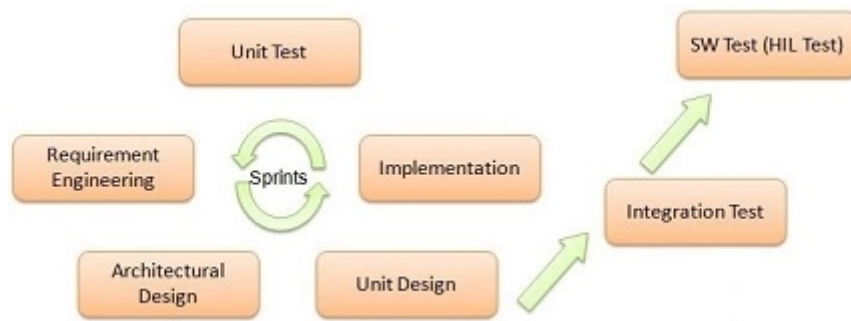 Unit Test
SW Test (HIL Test)
Requirement
Engineering
Sprints
Implementation
Integration Test
Architectural
Design
Unit Design